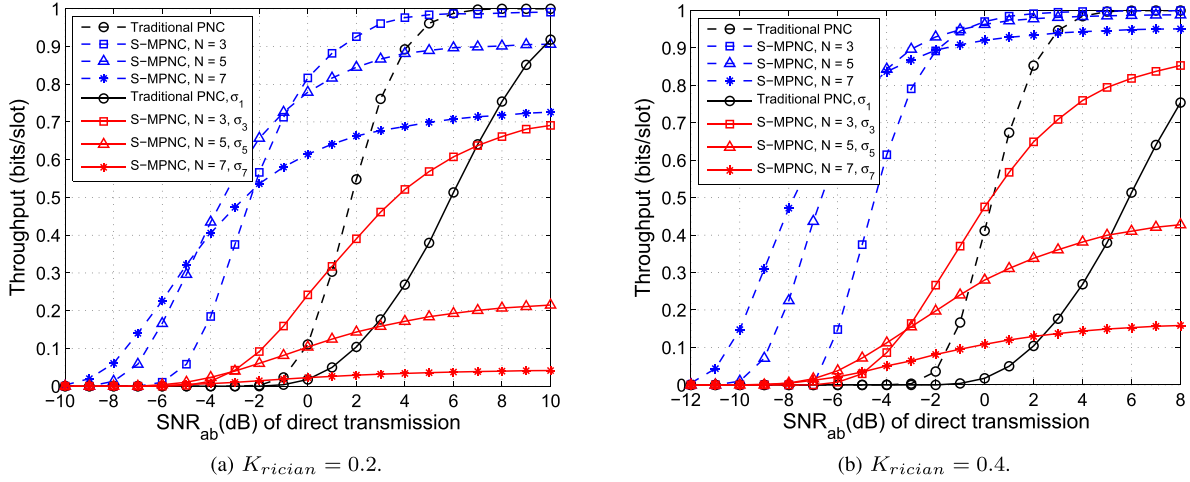 1
0.9
0.8
0.7
0.6
0.5
0.4
0.3
0.2
0.1
0
Throughput (bits/slot)
Traditional PNC
S−MPNC, N = 3
S−MPNC, N = 5
S−MPNC, N = 7
Traditional PNC, σ1
S−MPNC, N = 3, σ3
S−MPNC, N = 5, σ5
S−MPNC, N = 7, σ7
−10 −8 −6 −4 −2 0 2 4 6 8 10
SNRab(dB) of direct transmission
(a) Krician = 0.2.
1
0.9
0.8
0.7
0.6
0.5
0.4
0.3
0.2
0.1
0
Throughput (bits/slot)
Traditional PNC
S−MPNC, N = 3
S−MPNC, N = 5
S−MPNC, N = 7
Traditional PNC, σ1
S−MPNC, N = 3, σ3
S−MPNC, N = 5, σ5
S−MPNC, N = 7, σ7
−12 −10 −8 −6 −4 −2 0 2 4 6 8
SNRab(dB) of direct transmission
(b) Krician = 0.4.